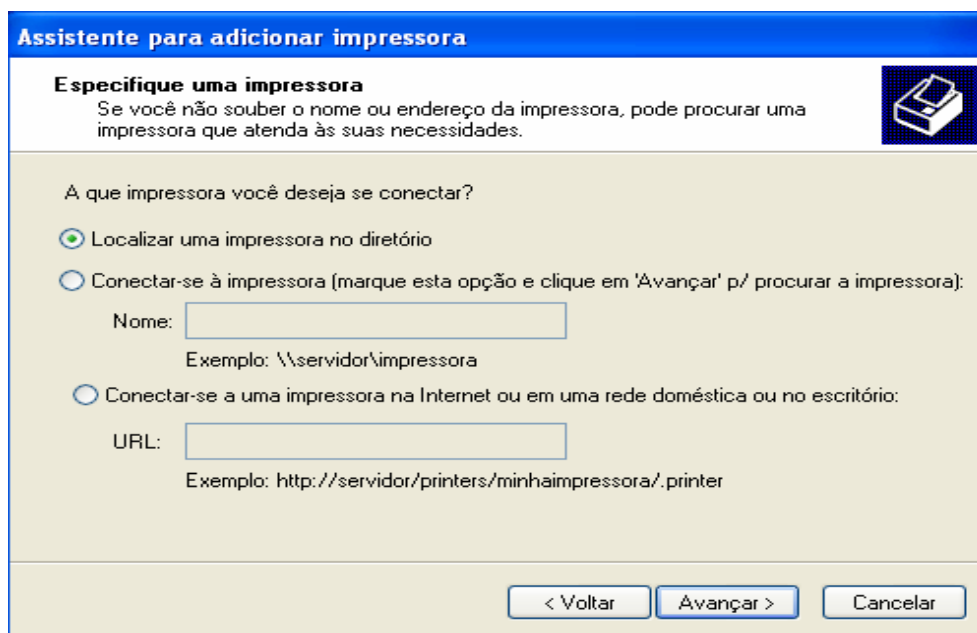 Assistente para adicionar impressora
Especifique uma impressora
Se você não souber o nome ou endereço da impressora, pode procurar uma
impressora que atenda às suas necessidades.
A que impressora você deseja se conectar?
Localizar uma impressora no diretório
Conectar-se à impressora (marque esta opção e clique em 'Avançar' p/ procurar a impressora):
Nome:
Exemplo: \\servidor\impressora
Conectar-se a uma impressora na Internet ou em uma rede doméstica ou no escritório:
URL:
Exemplo: http://servidor/printers/minhaimpressora/.printer
< Voltar Avançar > Cancelar